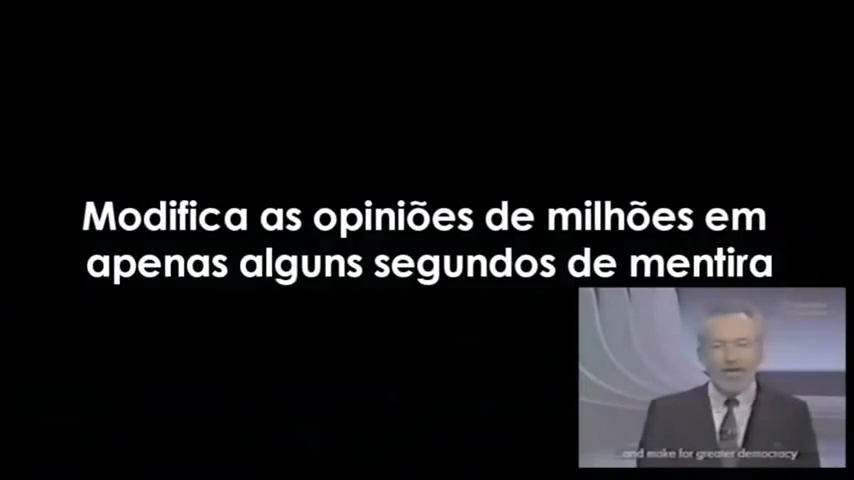 Modifica as opiniões de milhões em
apenas alguns segundos de mentira
...and make for greater democracy